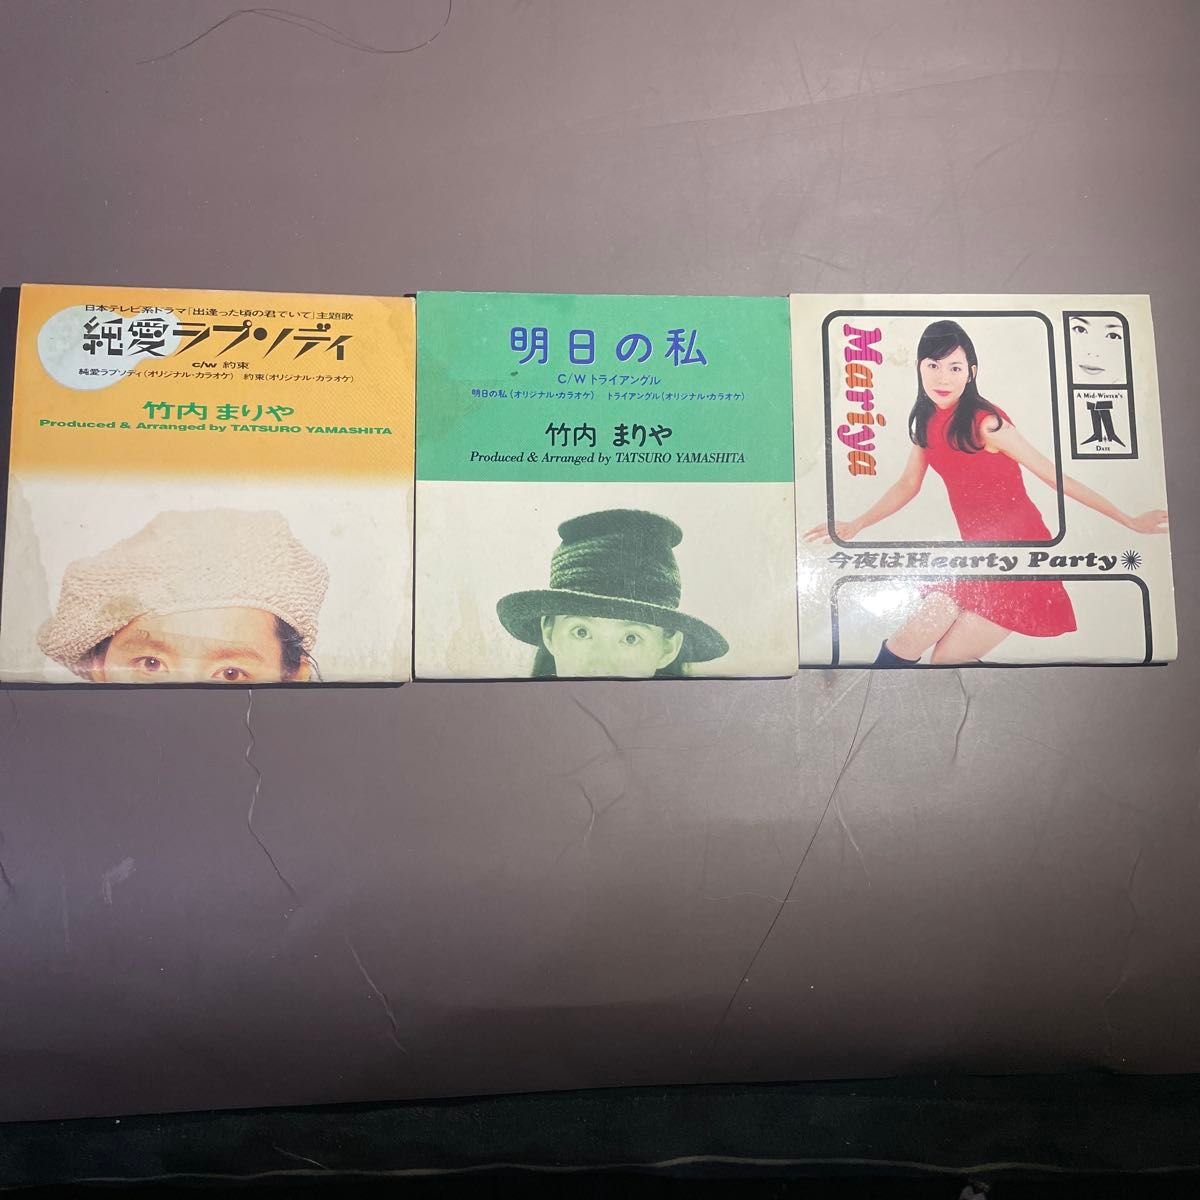 日本テレビ系ドラマ「出逢った頃の君でいて」主題歌
純愛ラプソディ
c/w 約束
純愛ラプソディ(オリジナル・カラオケ) 約束(オリジナル・カラオケ)
竹内まりや
Produced & Arranged by TATSURO YAMASHITA
明日の私
C/W トライアングル
明日の私(オリジナル・カラオケ) トライアングル(オリジナル・カラオケ)
竹内 まりや
Produced & Arranged by TATSURO YAMASHITA
Mariya
A MID-WINTER'S
DATE
今夜はHearty Party